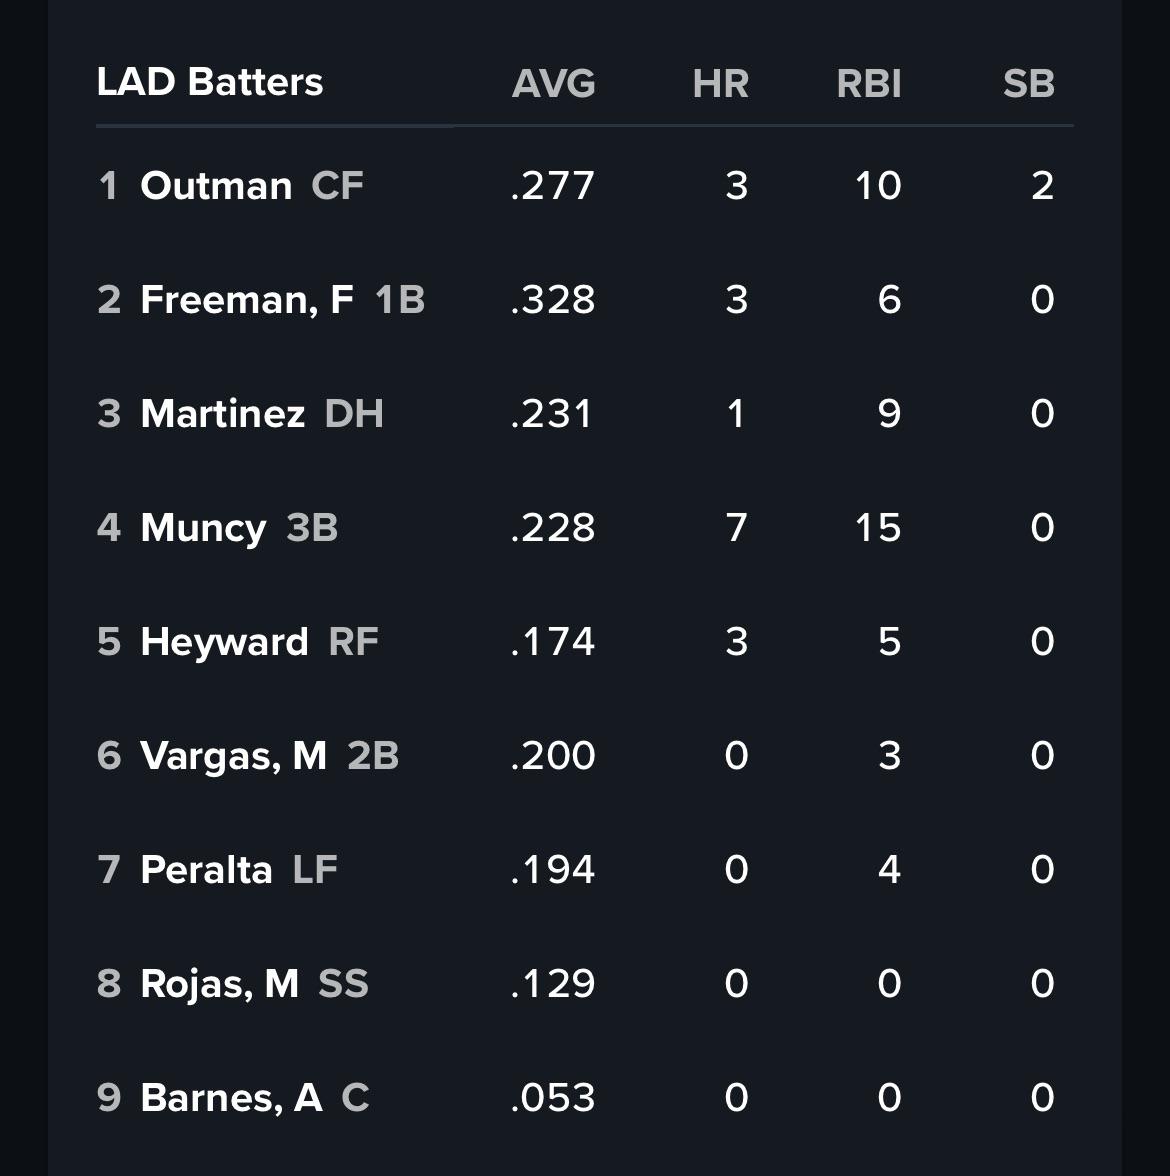 LAD Batters AVG HR RBI SB
1 Outman CF .277 3 10 2
2 Freeman, F 1B .328 3 6 0
3 Martinez DH .231 1 9 0
4 Muncy 3B .228 7 15 0
5 Heyward RF .174 3 5 0
6 Vargas, M 2B .200 0 3 0
7 Peralta LF .194 0 4 0
8 Rojas, M SS .129 0 0 0
9 Barnes, A C .053 0 0 0